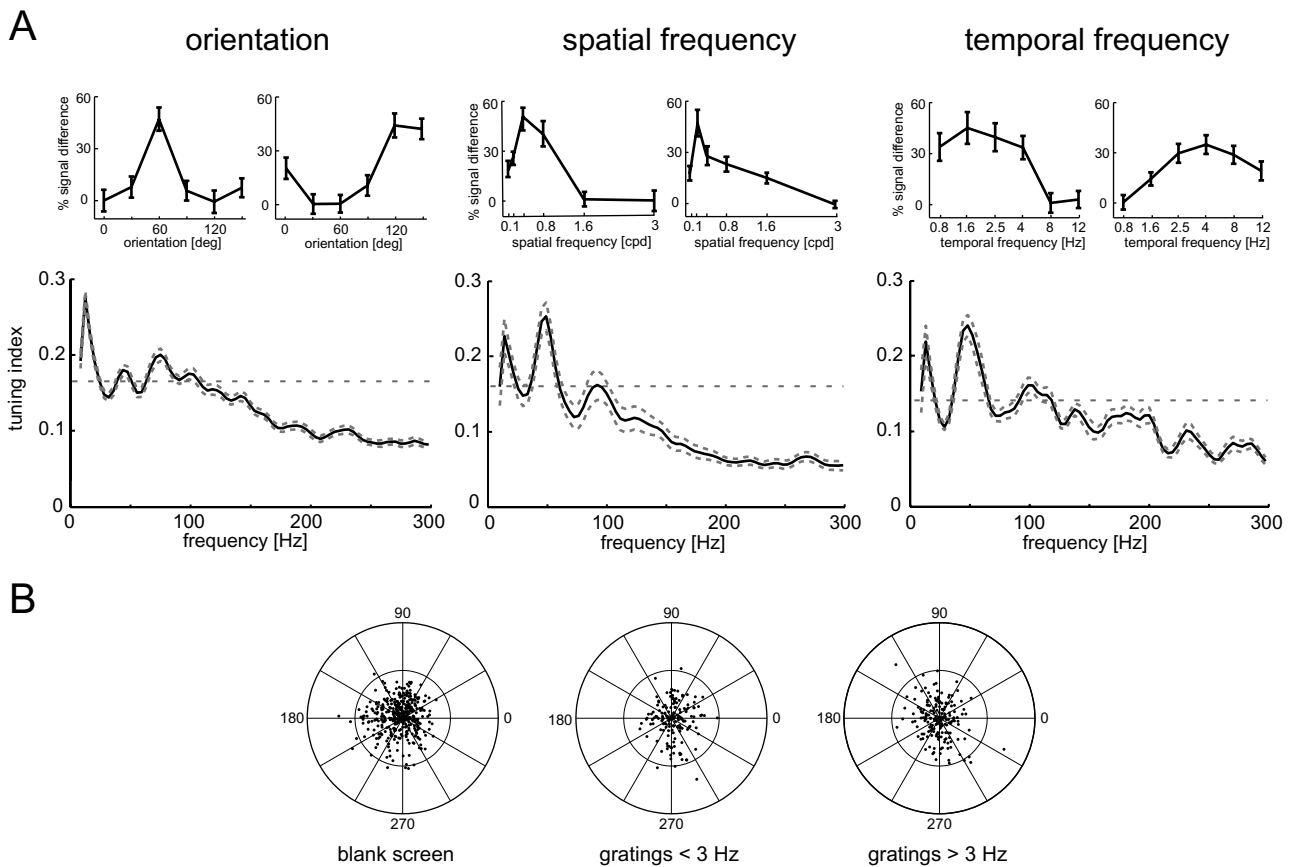 A
orientation
spatial frequency
temporal frequency
% signal difference
60
30
0
0 60 120
orientation [deg]
60
30
0
0 60 120
orientation [deg]
% signal difference
60
30
0
0.1 0.8 1.6 3
spatial frequency [cpd]
60
30
0
0.1 0.8 1.6 3
spatial frequency [cpd]
% signal difference
60
30
0
0.8 1.6 2.5 4 8 12
temporal frequency [Hz]
60
30
0
0.8 1.6 2.5 4 8 12
temporal frequency [Hz]
tuning index
0.3
0.2
0.1
0
0 100 200 300
frequency [Hz]
0.3
0.2
0.1
0
0 100 200 300
frequency [Hz]
0.3
0.2
0.1
0
0 100 200 300
frequency [Hz]
B
90
180 0
270
blank screen
90
180 0
270
gratings < 3 Hz
90
180 0
270
gratings > 3 Hz